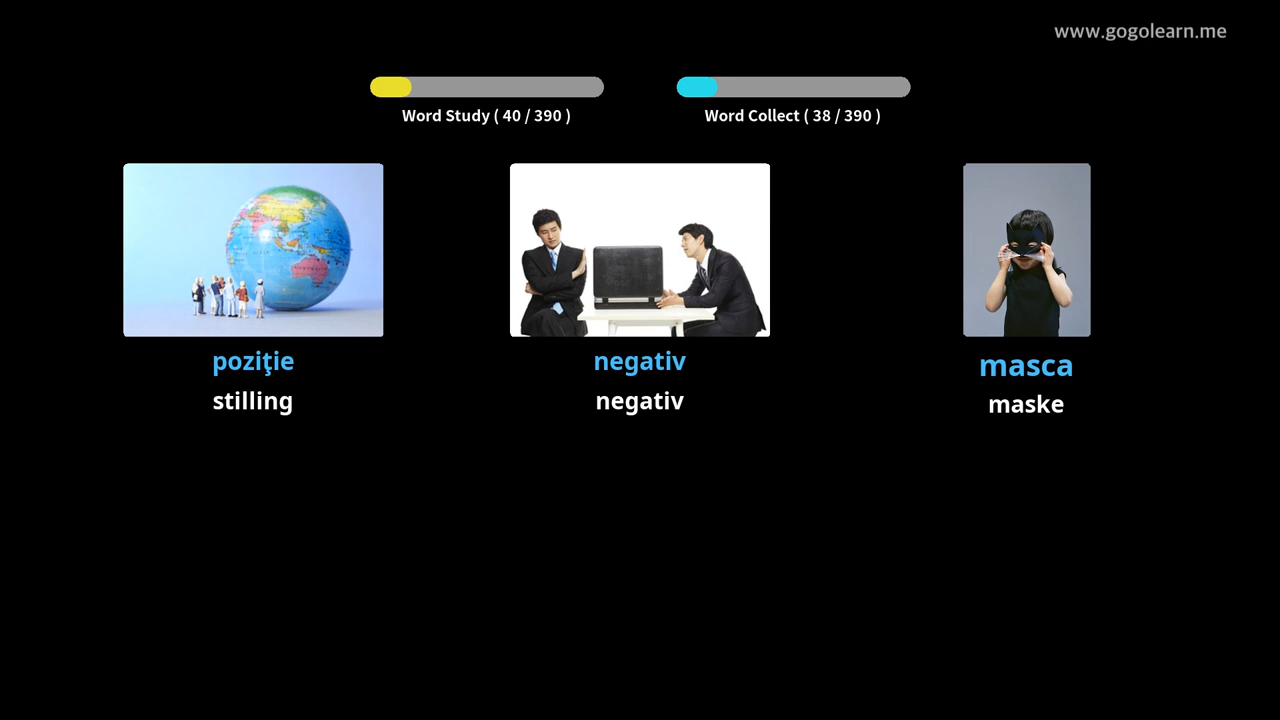 www.gogolearn.me
Word Study ( 40 / 390 )
Word Collect ( 38 / 390 )
poziţie
negativ
masca
stilling
negativ
maske